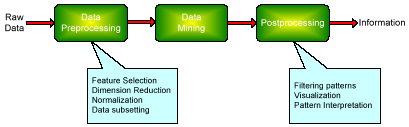 Raw
Data
Data
Preprocessing
Data
Mining
Postprocessing
Information
Feature Selection
Dimension Reduction
Normalization
Data subsetting
Filtering patterns
Visualization
Pattern Interpretation